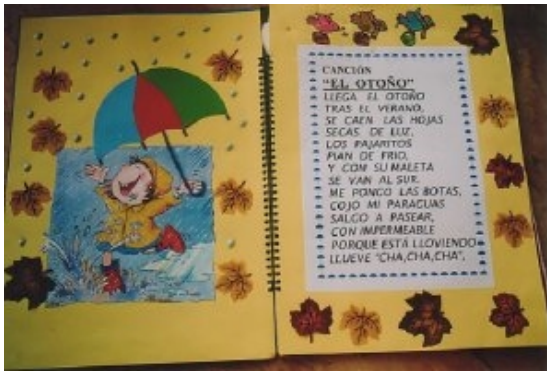 CANCIÓN
"EL OTOÑO"
LLEGA EL OTOÑO
TRAS EL VERANO,
SE CAEN LAS HOJAS
SECAS DE LUZ.
LOS PAJARITOS
PIAN DE FRIO,
Y CON SU MALETA
SE VAN AL SUR.
ME PONGO LAS BOTAS,
COJO MI PARAGUAS
SALGO A PASEAR,
CON IMPERMEABLE
PORQUE ESTÁ LLOVIENDO
LLUEVE "CHA,CHA,CHA",